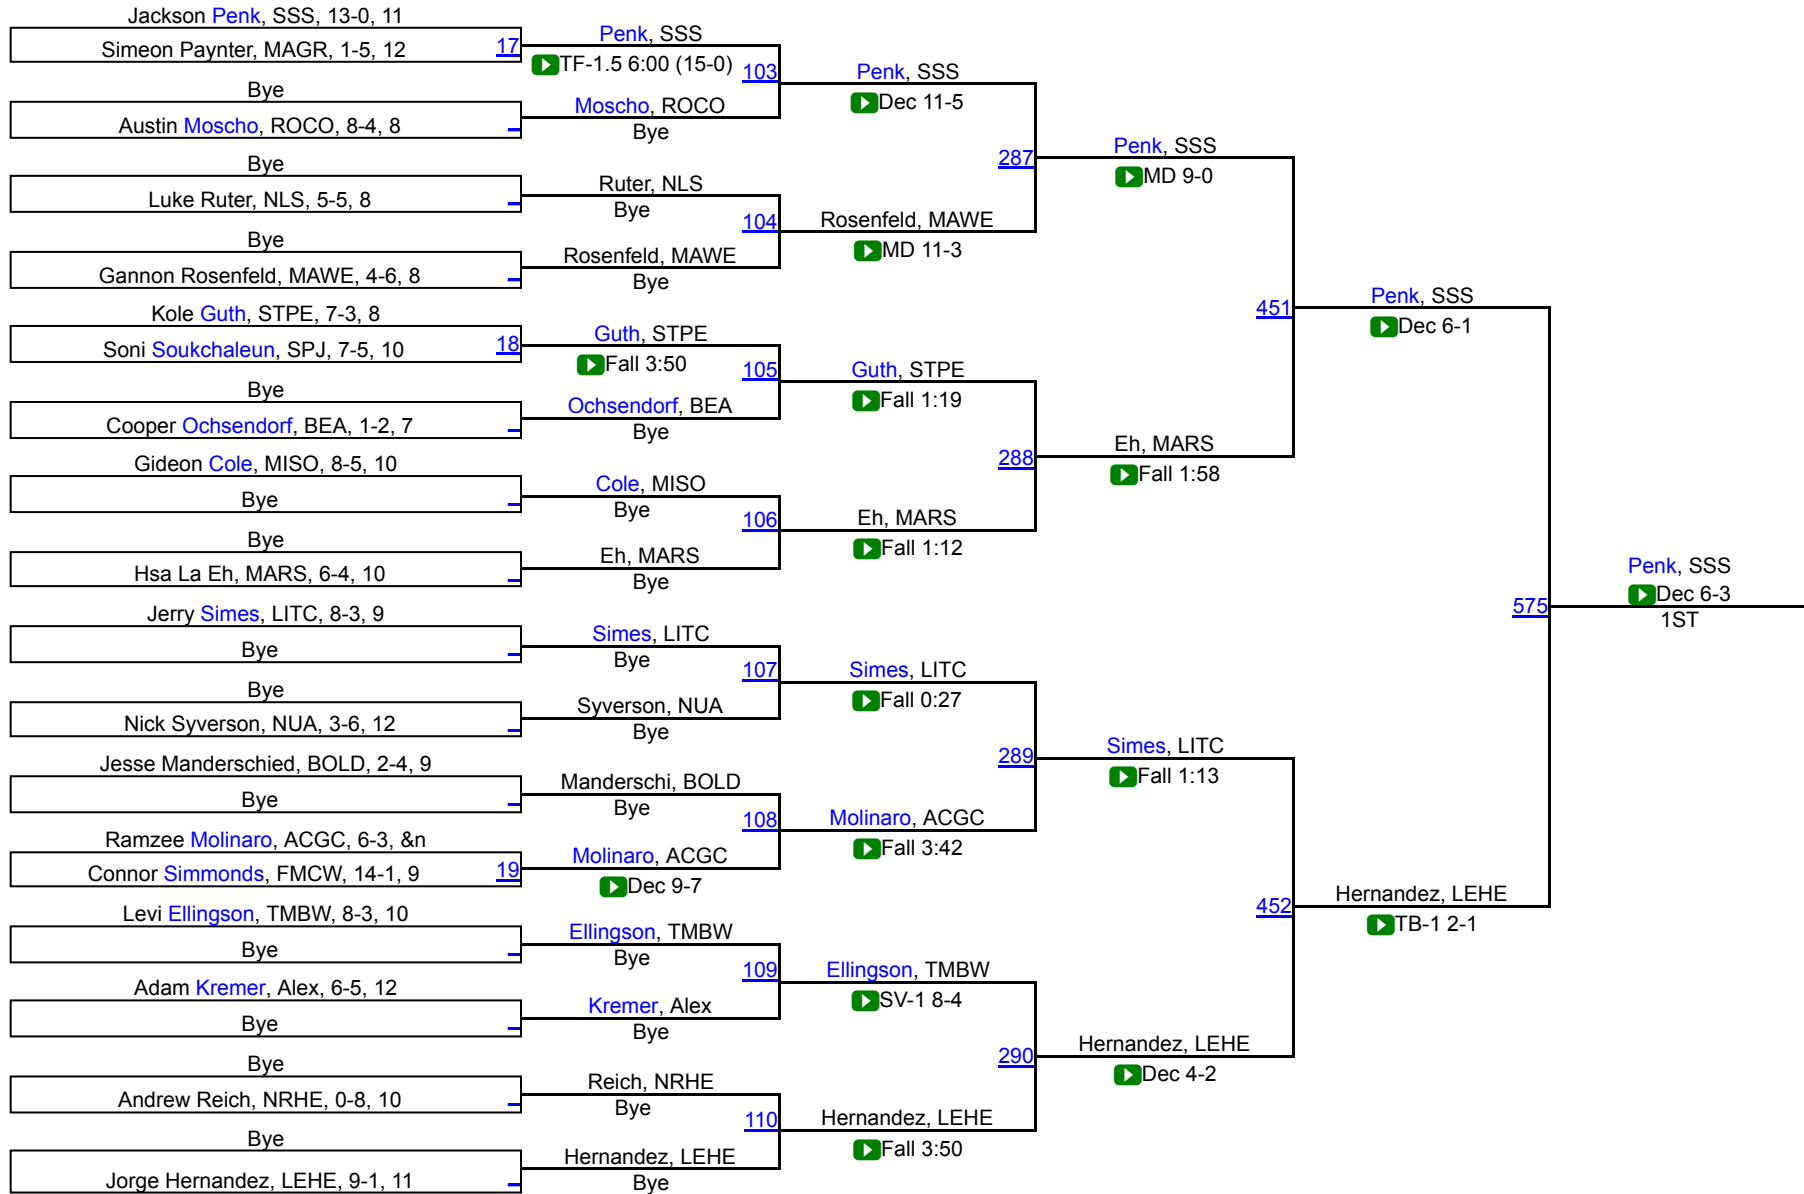 Jackson Penk, SSS, 13-0, 11
Simeon Paynter, MAGR, 1-5, 12
17
Bye
Austin Moscho, ROCO, 8-4, 8
Bye
Luke Ruter, NLS, 5-5, 8
Bye
Gannon Rosenfeld, MAWE, 4-6, 8
Kole Guth, STPE, 7-3, 8
Soni Soukchaleun, SPJ, 7-5, 10
18
Bye
Cooper Ochsendorf, BEA, 1-2, 7
Gideon Cole, MISO, 8-5, 10
Bye
Bye
Hsa La Eh, MARS, 6-4, 10
Jerry Simes, LITC, 8-3, 9
Bye
Bye
Nick Syverson, NUA, 3-6, 12
Jesse Manderschied, BOLD, 2-4, 9
Bye
Ramzee Molinaro, ACGC, 6-3, &n
Connor Simmonds, FMCW, 14-1, 9
19
Levi Ellingson, TMBW, 8-3, 10
Bye
Adam Kremer, Alex, 6-5, 12
Bye
Bye
Andrew Reich, NRHE, 0-8, 10
Bye
Jorge Hernandez, LEHE, 9-1, 11
Penk, SSS
TF-1.5 6:00 (15-0)
103
Moscho, ROCO
Bye
Ruter, NLS
Bye
104
Rosenfeld, MAWE
Bye
Guth, STPE
Fall 3:50
105
Ochsendorf, BEA
Bye
Cole, MISO
Bye
106
Eh, MARS
Bye
Simes, LITC
Bye
107
Syverson, NUA
Bye
Manderschi, BOLD
Bye
108
Molinaro, ACGC
Dec 9-7
Ellingson, TMBW
Bye
109
Kremer, Alex
Bye
Reich, NRHE
Bye
110
Hernandez, LEHE
Bye
Penk, SSS
Dec 11-5
287
Rosenfeld, MAWE
MD 11-3
Guth, STPE
Fall 1:19
288
Eh, MARS
Fall 1:12
Simes, LITC
Fall 0:27
289
Molinaro, ACGC
Fall 3:42
Ellingson, TMBW
SV-1 8-4
290
Hernandez, LEHE
Fall 3:50
Penk, SSS
MD 9-0
451
Eh, MARS
Fall 1:58
Simes, LITC
Fall 1:13
452
Hernandez, LEHE
Dec 4-2
Penk, SSS
Dec 6-1
575
Hernandez, LEHE
TB-1 2-1
Penk, SSS
Dec 6-3
1ST